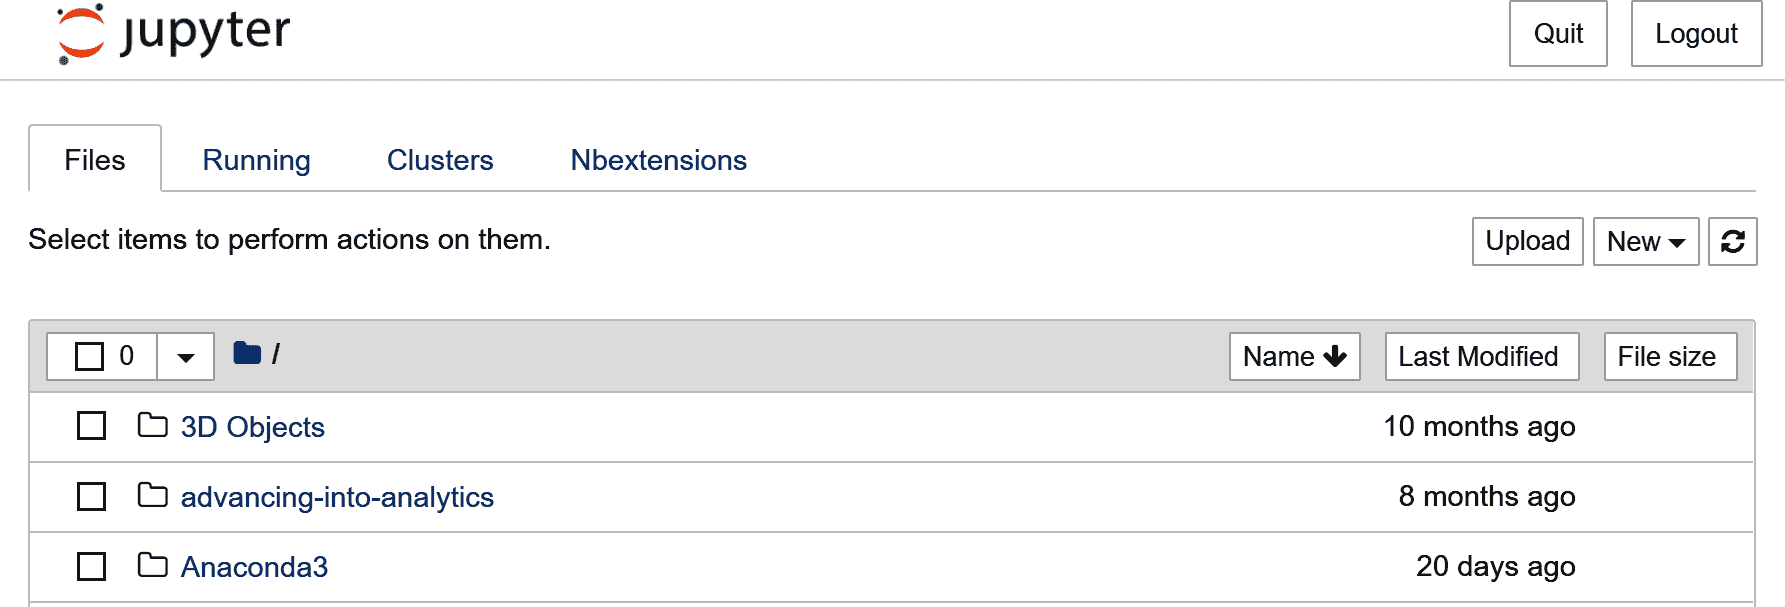 jupyter
Quit Logout
Files Running Clusters Nbextensions
Select items to perform actions on them.
Upload New
0 / Name Last Modified File size
3D Objects 10 months ago
advancing-into-analytics 8 months ago
Anaconda3 20 days ago